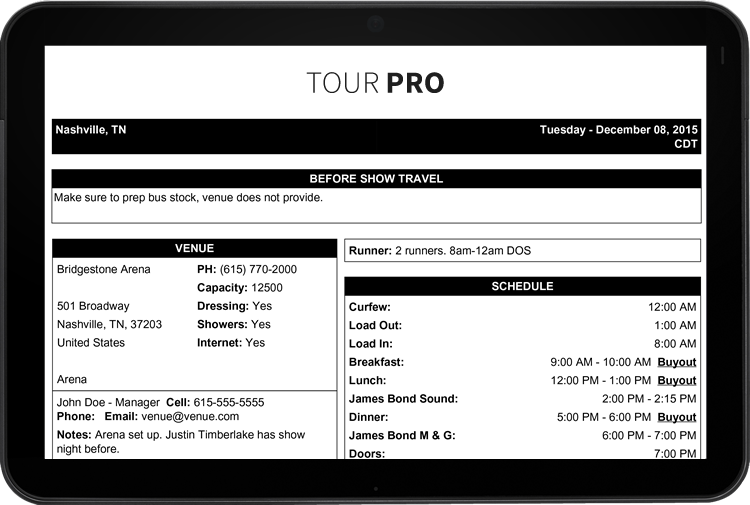 TOUR PRO
Nashville, TN
Tuesday - December 08, 2015
CDT
BEFORE SHOW TRAVEL
Make sure to prep bus stock, venue does not provide.
VENUE
Bridgestone Arena PH: (615) 770-2000
Capacity: 12500
501 Broadway Dressing: Yes
Nashville, TN, 37203 Showers: Yes
United States Internet: Yes
Arena
John Doe - Manager Cell: 615-555-5555
Phone: Email: venue@venue.com
Notes: Arena set up. Justin Timberlake has show
night before.
Runner: 2 runners. 8am-12am DOS
SCHEDULE
Curfew: 12:00 AM
Load Out: 1:00 AM
Load In: 8:00 AM
Breakfast: 9:00 AM - 10:00 AM Buyout
Lunch: 12:00 PM - 1:00 PM Buyout
James Bond Sound: 2:00 PM - 2:15 PM
Dinner: 5:00 PM - 6:00 PM Buyout
James Bond M & G: 6:00 PM - 7:00 PM
Doors: 7:00 PM